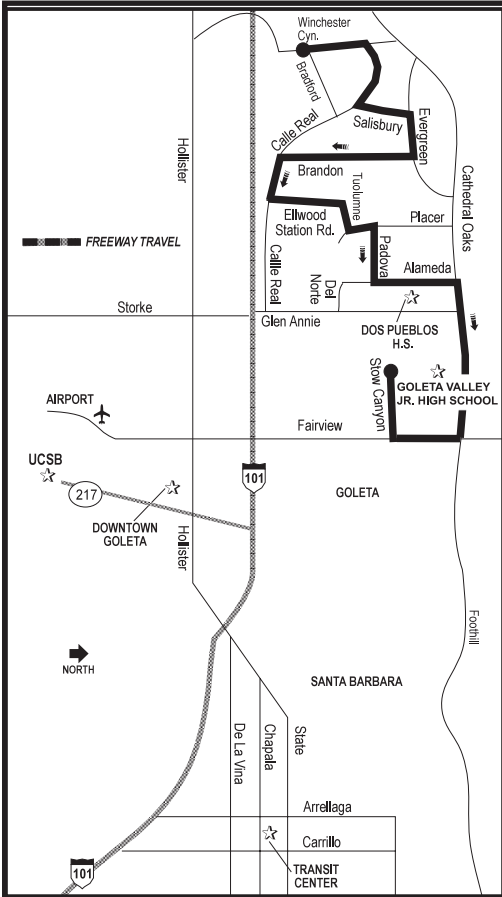 Winchester
Cyn.
Bradford
Calle Real
Salisbury
Evergreen
Hollister
Brandon
Tuolumne
Cathedral Oaks
Ellwood
Station Rd.
Placer
FREEWAY TRAVEL
Padova
Callle Real
Del
Norte
Alameda
Storke
Glen Annie
DOS PUEBLOS
H.S.
Stow Canyon
GOLETA VALLEY
JR. HIGH SCHOOL
AIRPORT
Fairview
UCSB
217
101
GOLETA
DOWNTOWN
GOLETA
Hollister
Foothill
NORTH
SANTA BARBARA
De La Vina
Chapala
State
Arrellaga
Carrillo
TRANSIT
CENTER
101